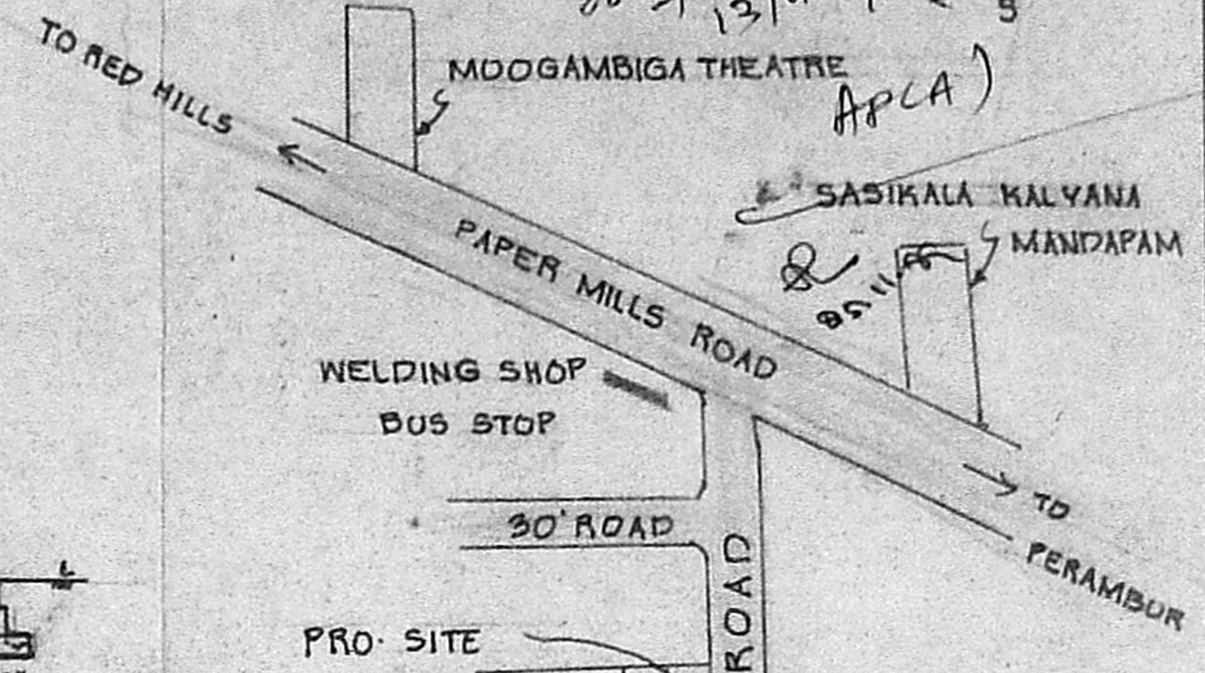 TO RED HILLS
MOOGAMBIGA THEATRE
AP(A)
SASIKALA KALYANA
MANDAPAM
PAPER MILLS ROAD
WELDING SHOP
BUS STOP
TO
PERAMBUR
30' ROAD
ROAD
PRO. SITE